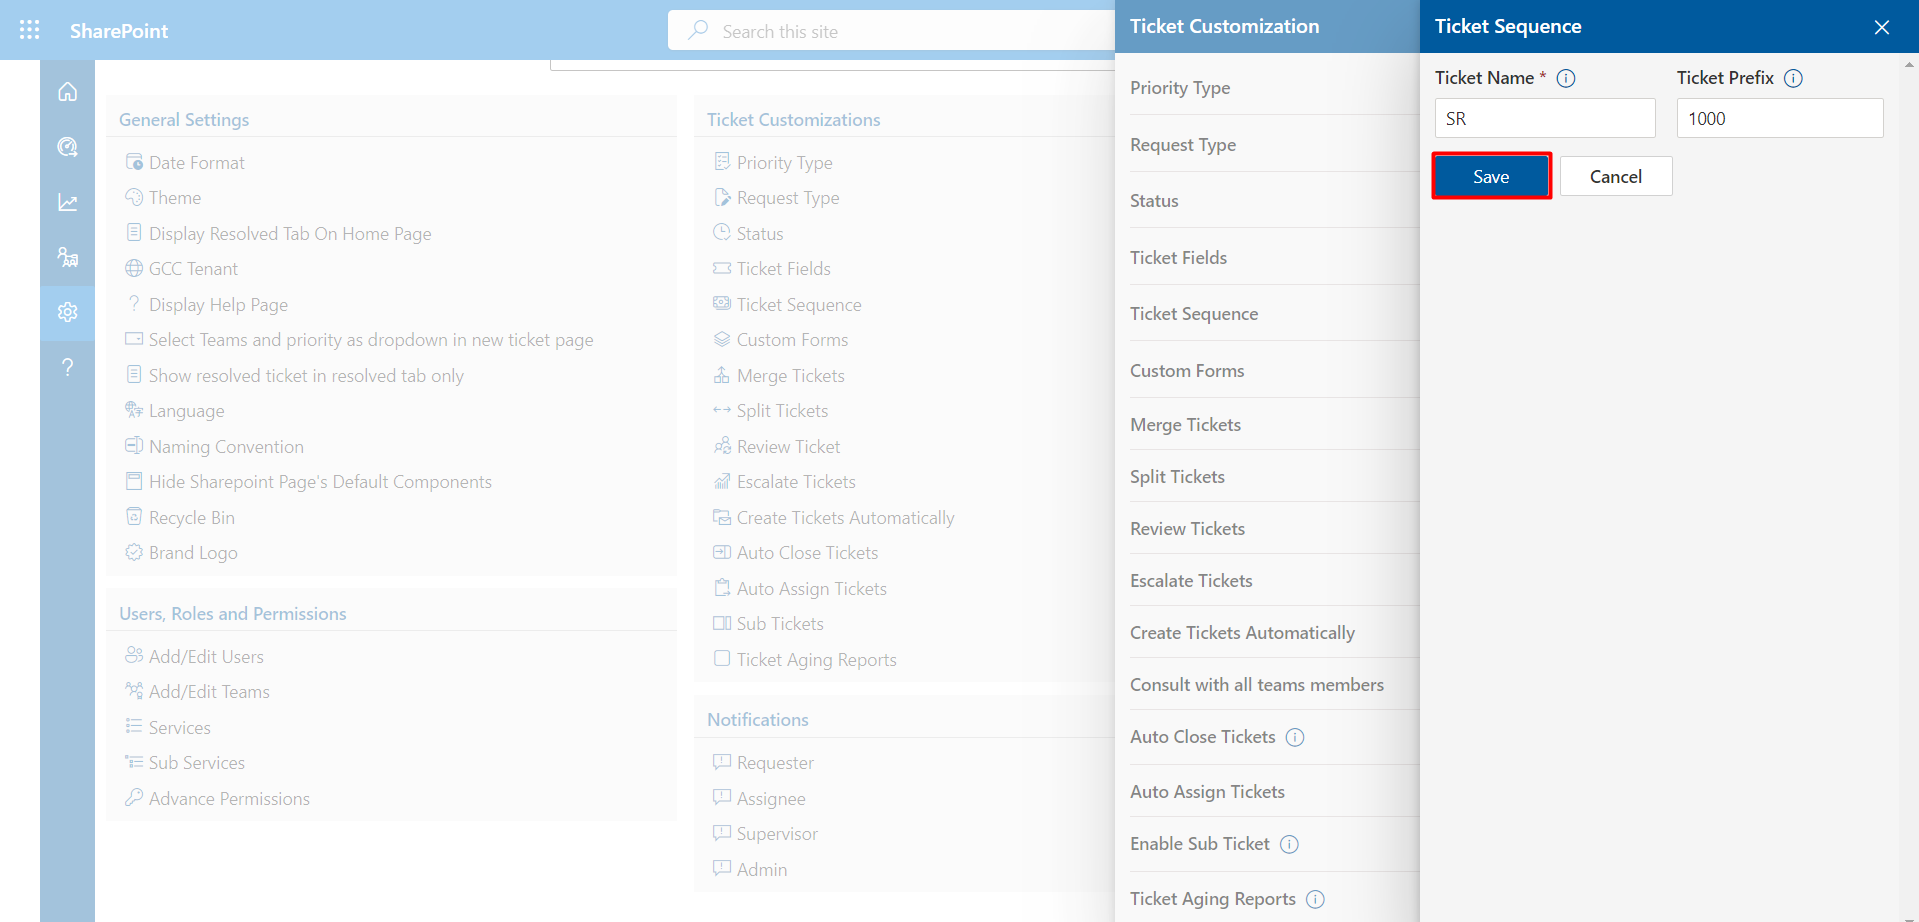 SharePoint
Search this site
General Settings
Date Format
Theme
Display Resolved Tab On Home Page
GCC Tenant
Display Help Page
Select Teams and priority as dropdown in new ticket page
Show resolved ticket in resolved tab only
Language
Naming Convention
Hide Sharepoint Page's Default Components
Recycle Bin
Brand Logo
Users, Roles and Permissions
Add/Edit Users
Add/Edit Teams
Services
Sub Services
Advance Permissions
Ticket Customizations
Priority Type
Request Type
Status
Ticket Fields
Ticket Sequence
Custom Forms
Merge Tickets
Split Tickets
Review Ticket
Escalate Tickets
Create Tickets Automatically
Auto Close Tickets
Auto Assign Tickets
Sub Tickets
Ticket Aging Reports
Notifications
Requester
Assignee
Supervisor
Admin
Ticket Customization
Priority Type
Request Type
Status
Ticket Fields
Ticket Sequence
Custom Forms
Merge Tickets
Split Tickets
Review Tickets
Escalate Tickets
Create Tickets Automatically
Consult with all teams members
Auto Close Tickets
Auto Assign Tickets
Enable Sub Ticket
Ticket Aging Reports
Ticket Sequence
Ticket Name * Ticket Prefix
SR 1000
Save Cancel